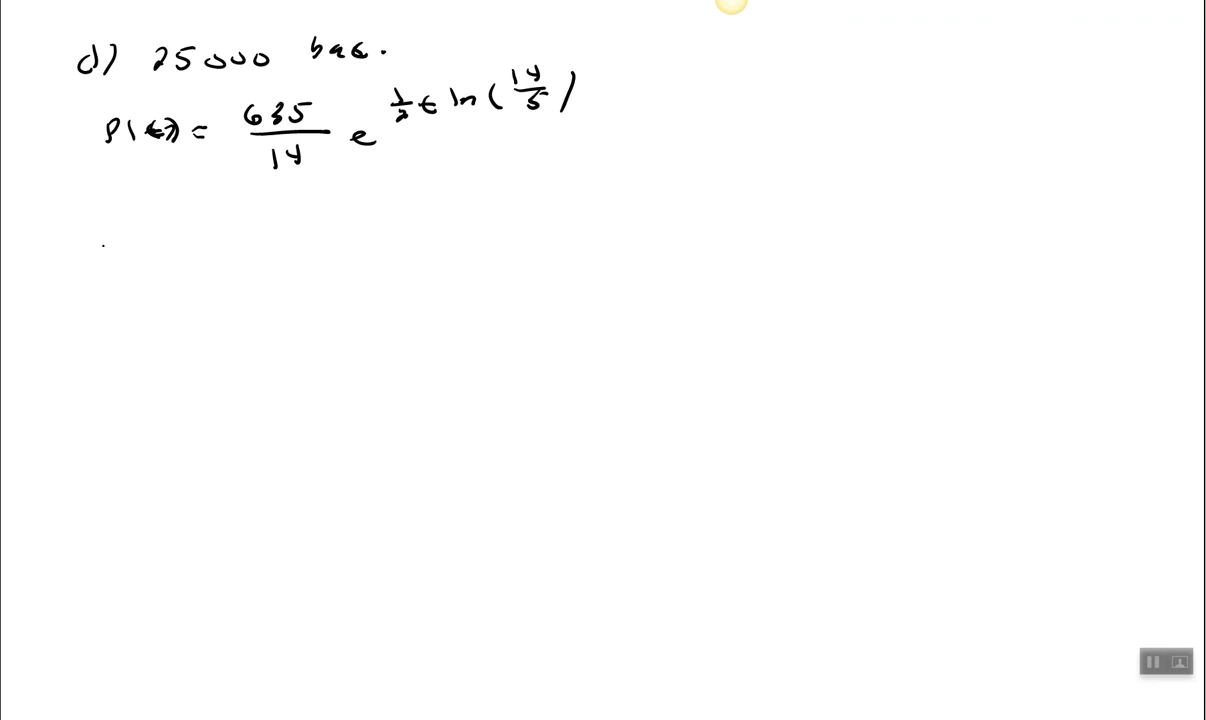 d) 25000 bac.
P(t) = 635/14 e^{1/2 t ln(14/5)}